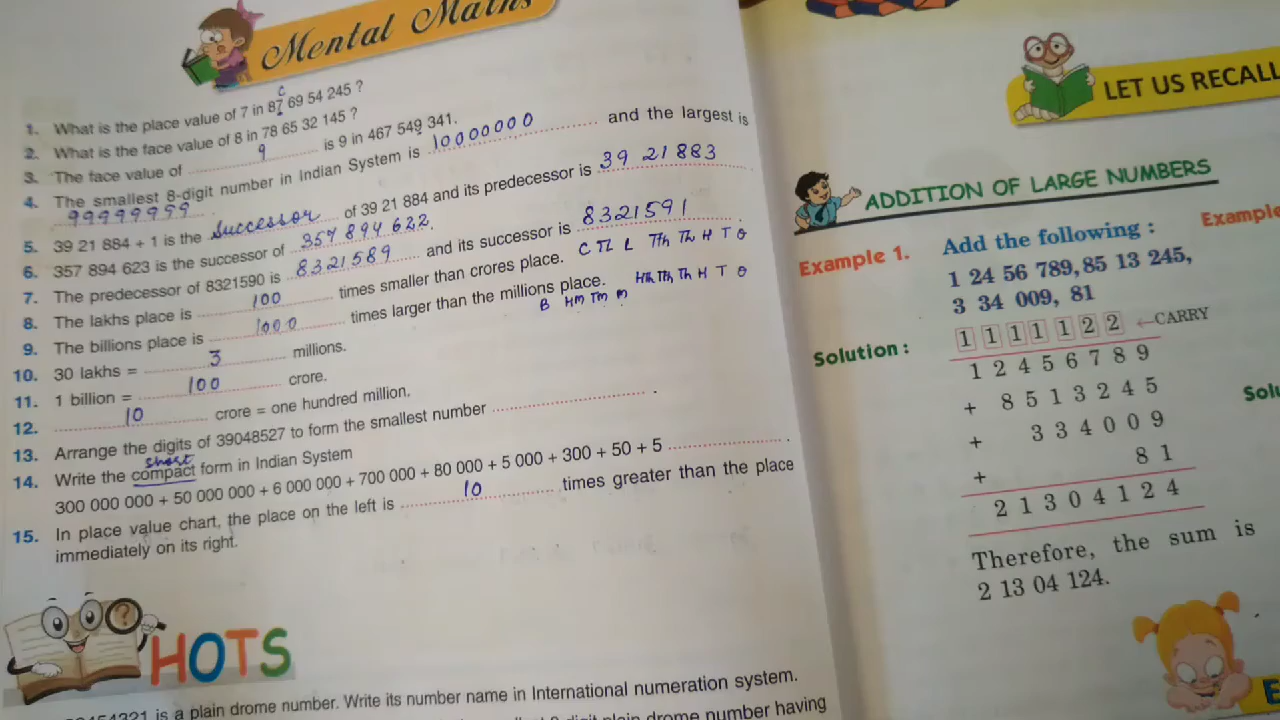 Mental Maths
C
1. What is the place value of 7 in 87 69 54 245 ?
2. What is the face value of 8 in 78 65 32 145 ?
3. The face value of 9 is 9 in 467 549 341.
4. The smallest 8-digit number in Indian System is 10000000 and the largest is
99999999
5. 39 21 884 + 1 is the Successor of 39 21 884 and its predecessor is 39 21 883
6. 357 894 623 is the successor of 357 894 622.
7. The predecessor of 8321590 is 8321589 and its successor is 8321591.
8. The lakhs place is 100 times smaller than crores place. C TL L Tth Th H T O
9. The billions place is 1000 times larger than the millions place. B Hm Tm m Hth Tth Th H T O
10. 30 lakhs = 3 millions.
11. 1 billion = 100 crore.
12. 10 crore = one hundred million.
13. Arrange the digits of 39048527 to form the smallest number .
short
14. Write the compact form in Indian System
300 000 000 + 50 000 000 + 6 000 000 + 700 000 + 80 000 + 5 000 + 300 + 50 + 5 .
15. In place value chart, the place on the left is 10 times greater than the place
immediately on its right.
HOTS
is a plain drome number. Write its number name in International numeration system.
plain drome number having
LET US RECALL
ADDITION OF LARGE NUMBERS
Example 1. Add the following :
1 24 56 789, 85 13 245,
3 34 009, 81
Solution : 1 1 1 1 1 2 2 ←CARRY
1 2 4 5 6 7 8 9
+ 8 5 1 3 2 4 5
+ 3 3 4 0 0 9
+ 8 1
2 1 3 0 4 1 2 4
Therefore, the sum is
2 13 04 124.
Example